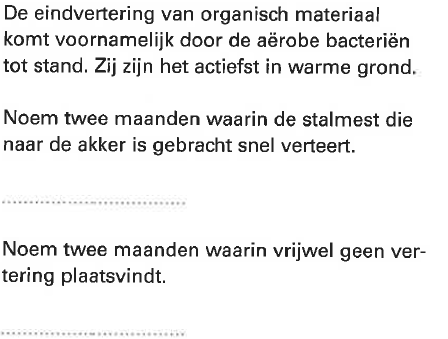 De eindvertering van organisch materiaal
komt voornamelijk door de aërobe bacteriën
tot stand. Zij zijn het actiefst in warme grond.
Noem twee maanden waarin de stalmest die
naar de akker is gebracht snel verteert.
................................
Noem twee maanden waarin vrijwel geen ver-
tering plaatsvindt.
................................